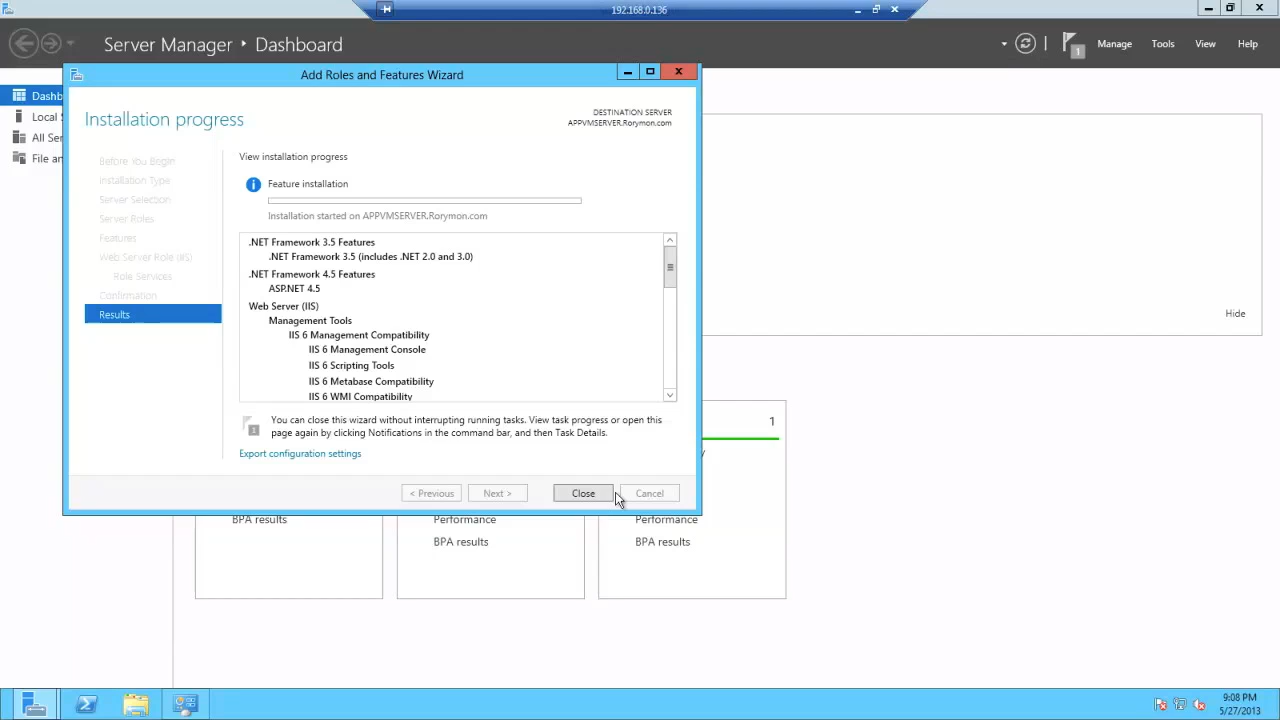 192.168.0.136
Server Manager ‣ Dashboard
1
Manage
Tools
View
Help
Dashb
Local S
All Ser
File an
Add Roles and Features Wizard
Installation progress
DESTINATION SERVER
APPVMSERVER.Rorymon.com
Before You Begin
Installation Type
Server Selection
Server Roles
Features
Web Server Role (IIS)
Role Services
Confirmation
Results
View installation progress
Feature installation
Installation started on APPVMSERVER.Rorymon.com
.NET Framework 3.5 Features
.NET Framework 3.5 (includes .NET 2.0 and 3.0)
.NET Framework 4.5 Features
ASP.NET 4.5
Web Server (IIS)
Management Tools
IIS 6 Management Compatibility
IIS 6 Management Console
IIS 6 Scripting Tools
IIS 6 Metabase Compatibility
IIS 6 WMI Compatibility
1
You can close this wizard without interrupting running tasks. View task progress or open this
page again by clicking Notifications in the command bar, and then Task Details.
Export configuration settings
< Previous
Next >
Close
Cancel
Hide
1
y
BPA results
Performance
BPA results
Performance
BPA results
9:08 PM
5/27/2013